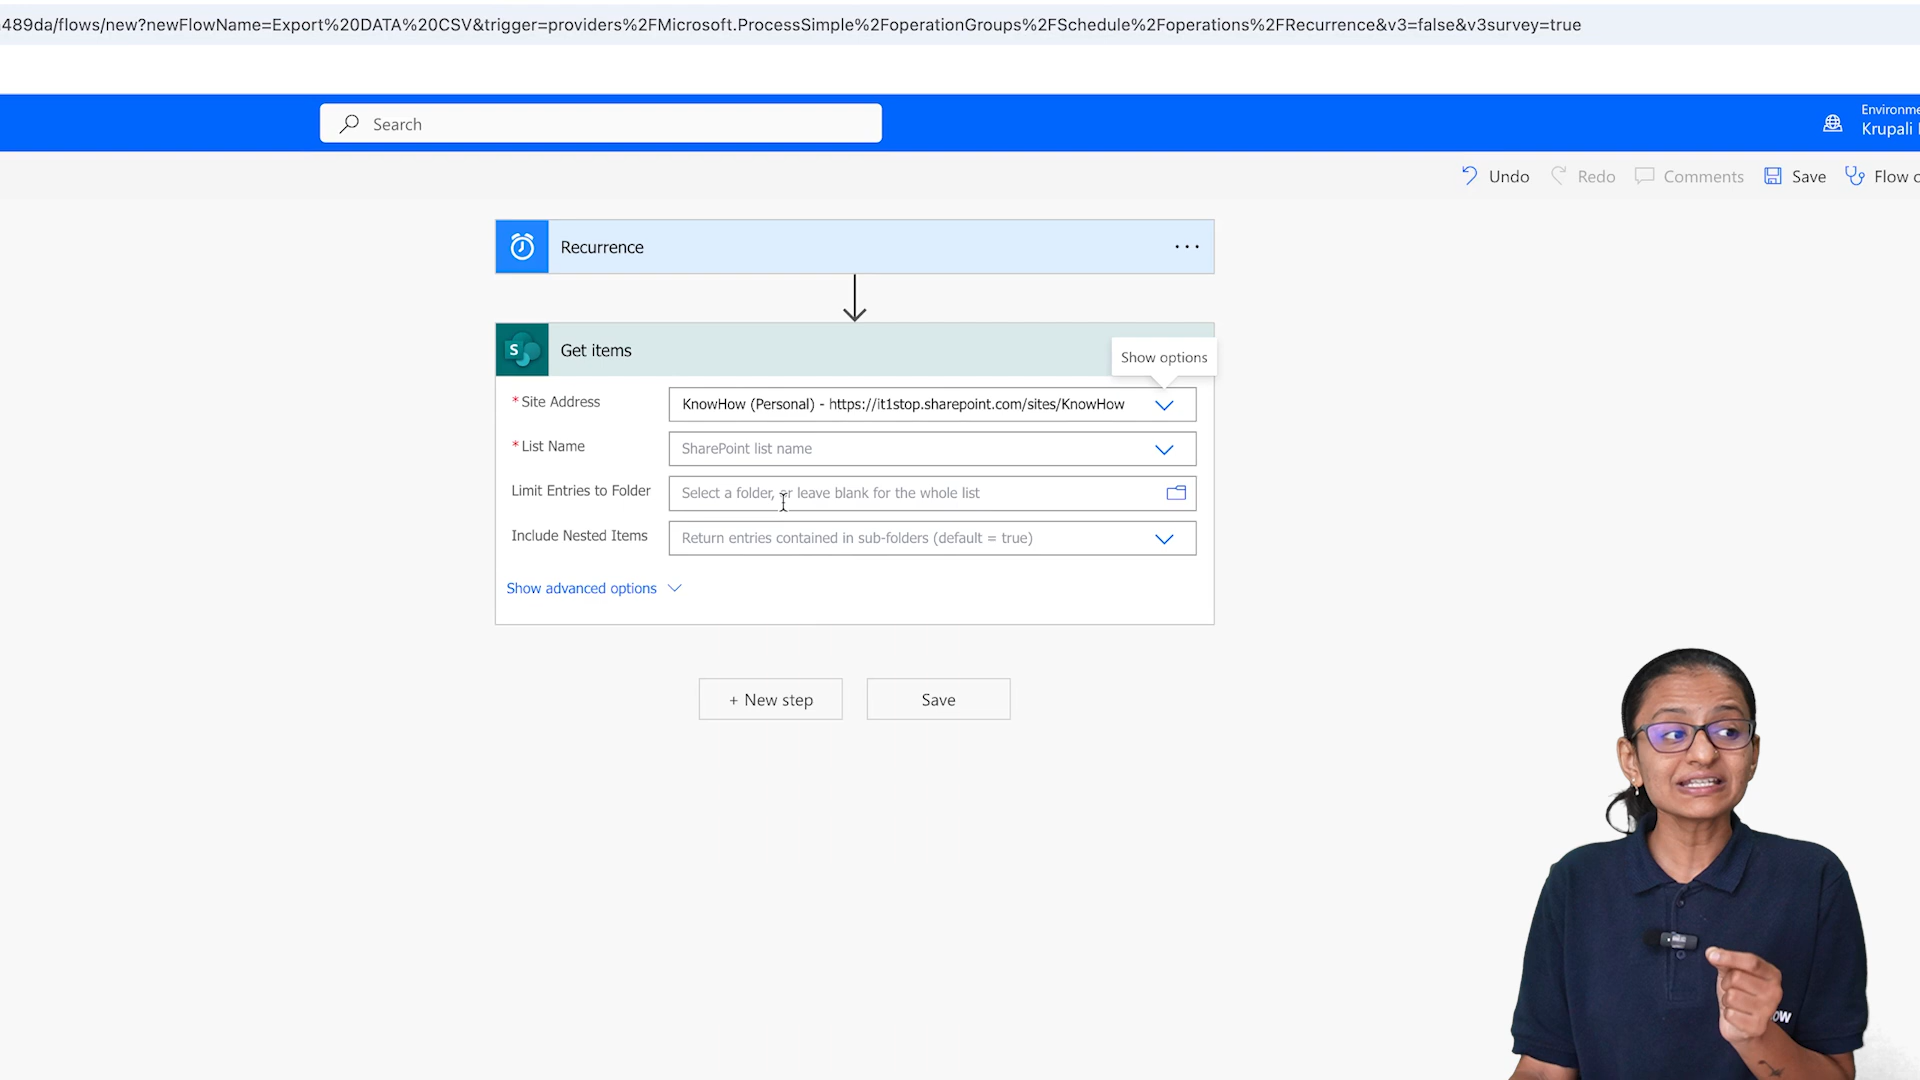 489da/flows/new?newFlowName=Export%20DATA%20CSV&trigger=providers%2FMicrosoft.ProcessSimple%2FoperationGroups%2FSchedule%2Foperations%2FRecurrence&v3=false&v3survey=true
Environme
Search
Krupali
Undo Redo Comments Save Flow c
Recurrence
Get items
Show options
*Site Address KnowHow (Personal) - https://it1stop.sharepoint.com/sites/KnowHow
*List Name SharePoint list name
Limit Entries to Folder Select a folder, or leave blank for the whole list
Include Nested Items Return entries contained in sub-folders (default = true)
Show advanced options
+ New step Save
OW